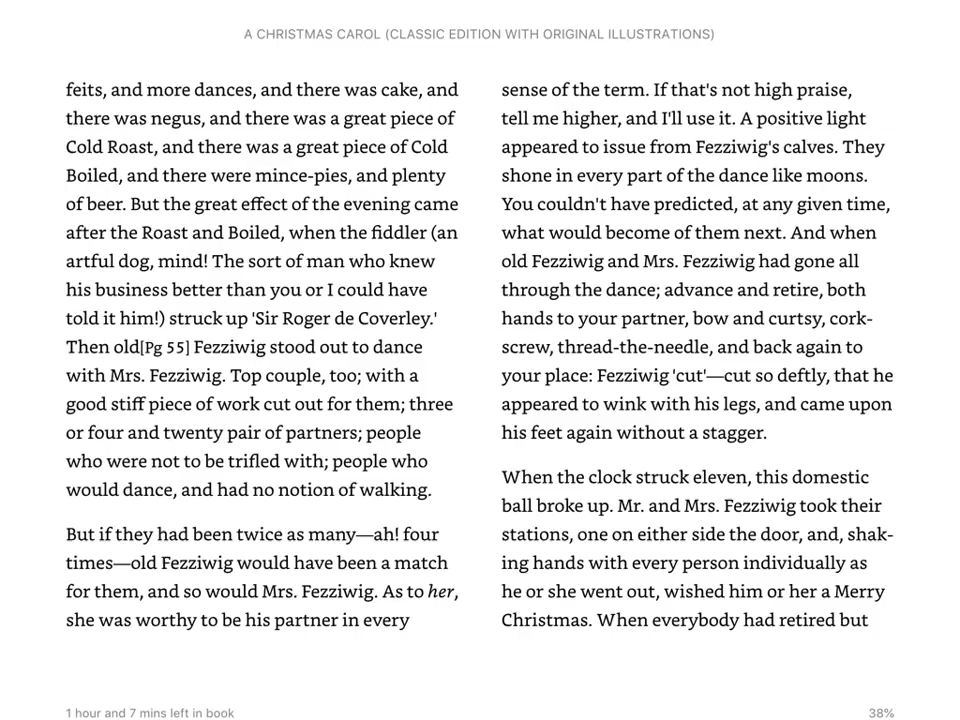 A CHRISTMAS CAROL (CLASSIC EDITION WITH ORIGINAL ILLUSTRATIONS)
feits, and more dances, and there was cake, and
there was negus, and there was a great piece of
Cold Roast, and there was a great piece of Cold
Boiled, and there were mince-pies, and plenty
of beer. But the great effect of the evening came
after the Roast and Boiled, when the fiddler (an
artful dog, mind! The sort of man who knew
his business better than you or I could have
told it him!) struck up 'Sir Roger de Coverley.'
Then old[Pg 55] Fezziwig stood out to dance
with Mrs. Fezziwig. Top couple, too; with a
good stiff piece of work cut out for them; three
or four and twenty pair of partners; people
who were not to be trifled with; people who
would dance, and had no notion of walking.
But if they had been twice as many—ah! four
times—old Fezziwig would have been a match
for them, and so would Mrs. Fezziwig. As to her,
she was worthy to be his partner in every
sense of the term. If that's not high praise,
tell me higher, and I'll use it. A positive light
appeared to issue from Fezziwig's calves. They
shone in every part of the dance like moons.
You couldn't have predicted, at any given time,
what would become of them next. And when
old Fezziwig and Mrs. Fezziwig had gone all
through the dance; advance and retire, both
hands to your partner, bow and curtsy, cork-
screw, thread-the-needle, and back again to
your place: Fezziwig 'cut'—cut so deftly, that he
appeared to wink with his legs, and came upon
his feet again without a stagger.
When the clock struck eleven, this domestic
ball broke up. Mr. and Mrs. Fezziwig took their
stations, one on either side the door, and, shak-
ing hands with every person individually as
he or she went out, wished him or her a Merry
Christmas. When everybody had retired but
1 hour and 7 mins left in book
38%